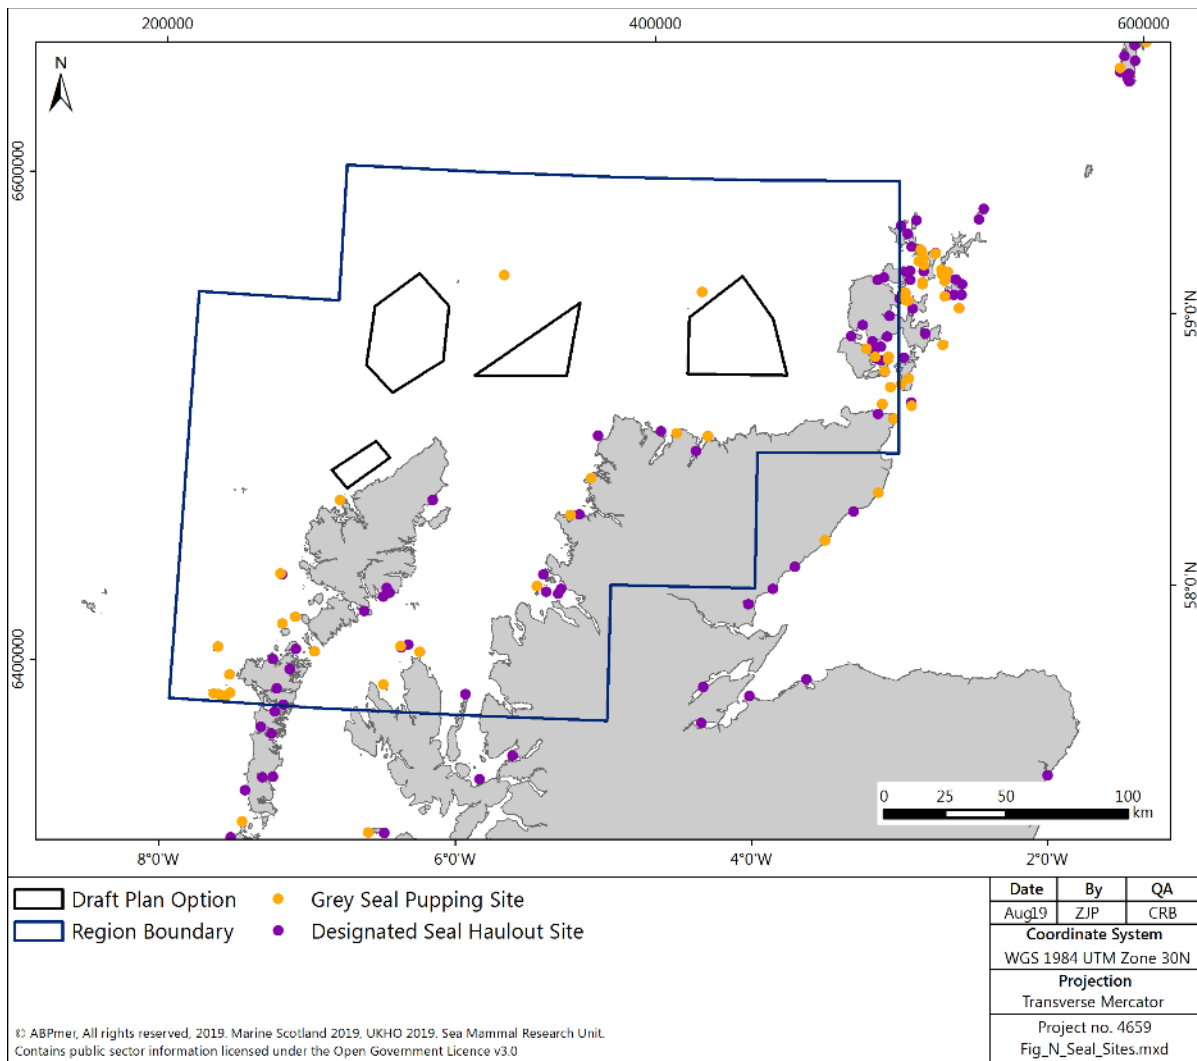 200000
400000
600000
N
6600000
59°0'N
58°0'N
6400000
0
25
50
100
km
8°0'W
6°0'W
4°0'W
2°0'W
Draft Plan Option
Grey Seal Pupping Site
Region Boundary
Designated Seal Haulout Site
Date By QA
Aug19 ZJP CRB
Coordinate System
WGS 1984 UTM Zone 30N
Projection
Transverse Mercator
Project no. 4659
Fig_N_Seal_Sites.mxd
© ABPmer, All rights reserved, 2019. Marine Scotland 2019, UKHO 2019. Sea Mammal Research Unit.
Contains public sector information licensed under the Open Government Licence v3.0